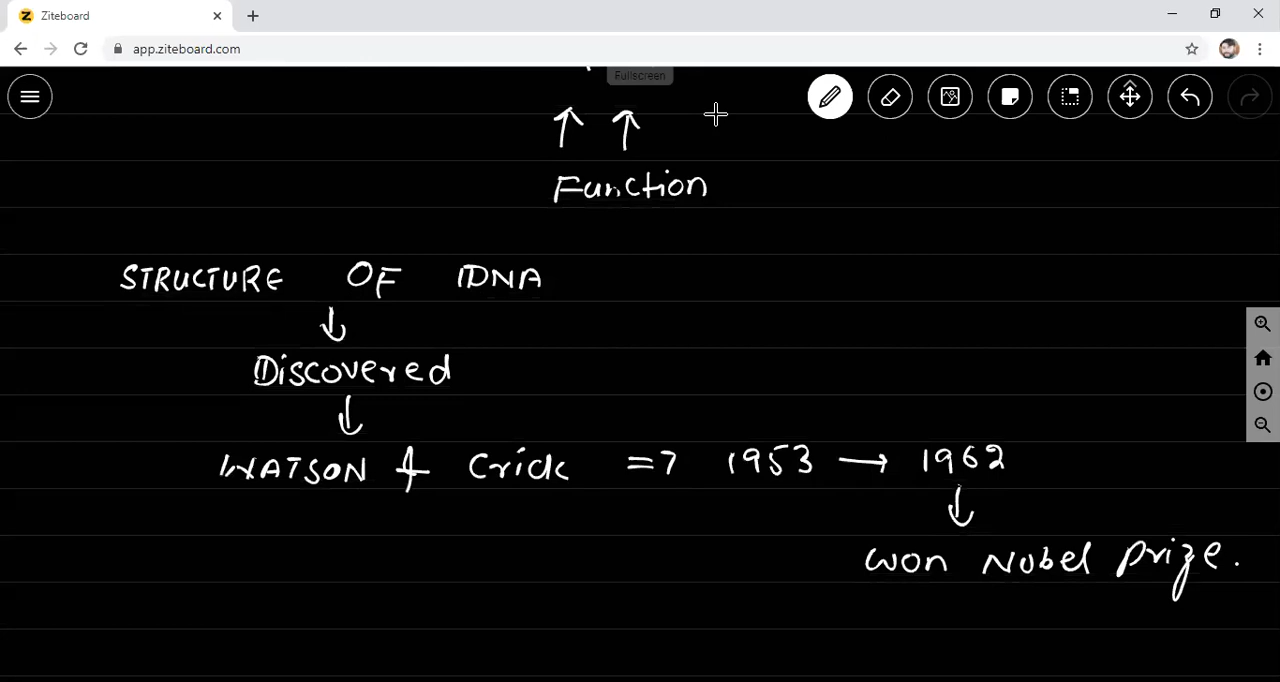 Ziteboard
app.ziteboard.com
Fullscreen
Function
STRUCTURE OF DNA
Discovered
WATSON & Crick => 1953 → 1962
won Nobel prize.